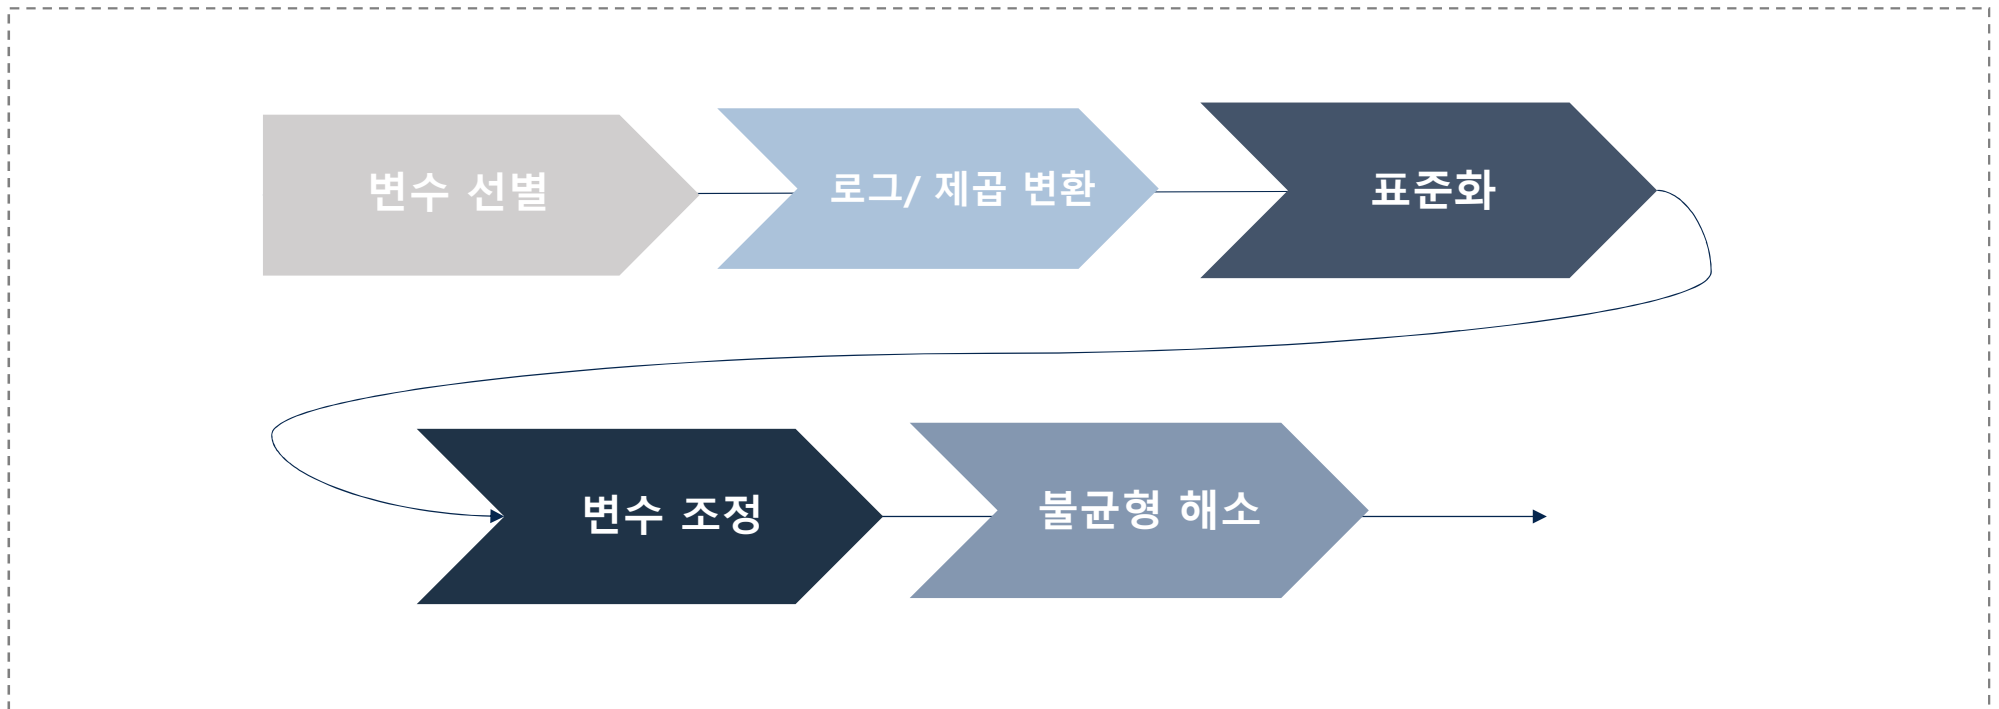 변수 선별
로그/ 제곱 변환
표준화
변수 조정
불균형 해소